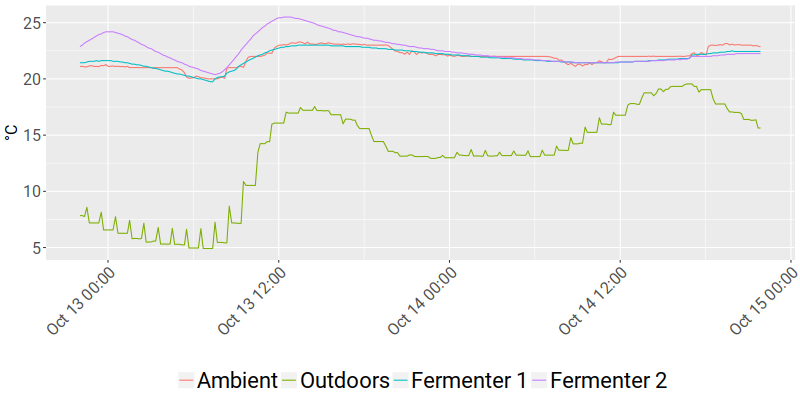 25
20
15
10
5
°C
Oct 13 00:00
Oct 13 12:00
Oct 14 00:00
Oct 14 12:00
Oct 15 00:00
Ambient Outdoors Fermenter 1 Fermenter 2